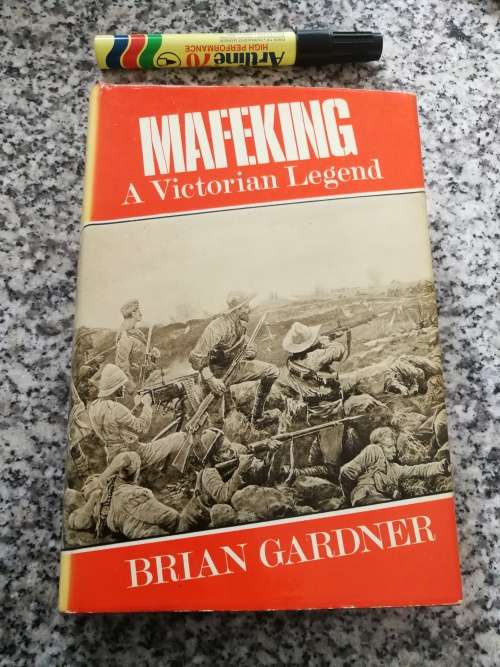 Artline 70
HIGH PERFORMANCE
MAFEKING
A Victorian Legend
BRIAN GARDNER